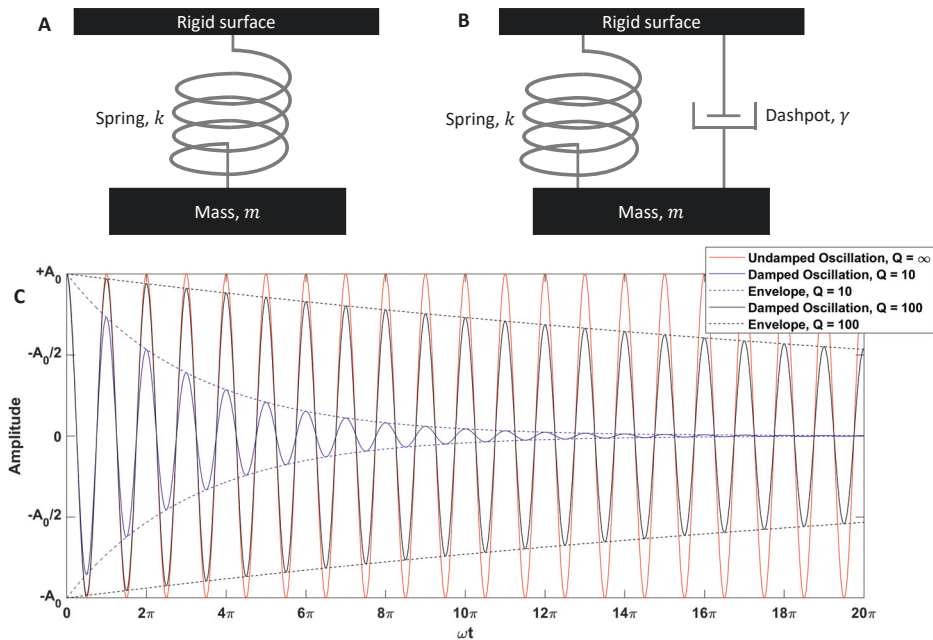 A
Rigid surface
Spring, k
Mass, m
B
Rigid surface
Spring, k
Dashpot, γ
Mass, m
C
Undamped Oscillation, Q = ∞
Damped Oscillation, Q = 10
Envelope, Q = 10
Damped Oscillation, Q = 100
Envelope, Q = 100
+A₀
-A₀/2
0
-A₀/2
-A₀
Amplitude
0 2π 4π 6π 8π 10π 12π 14π 16π 18π 20π
ωt